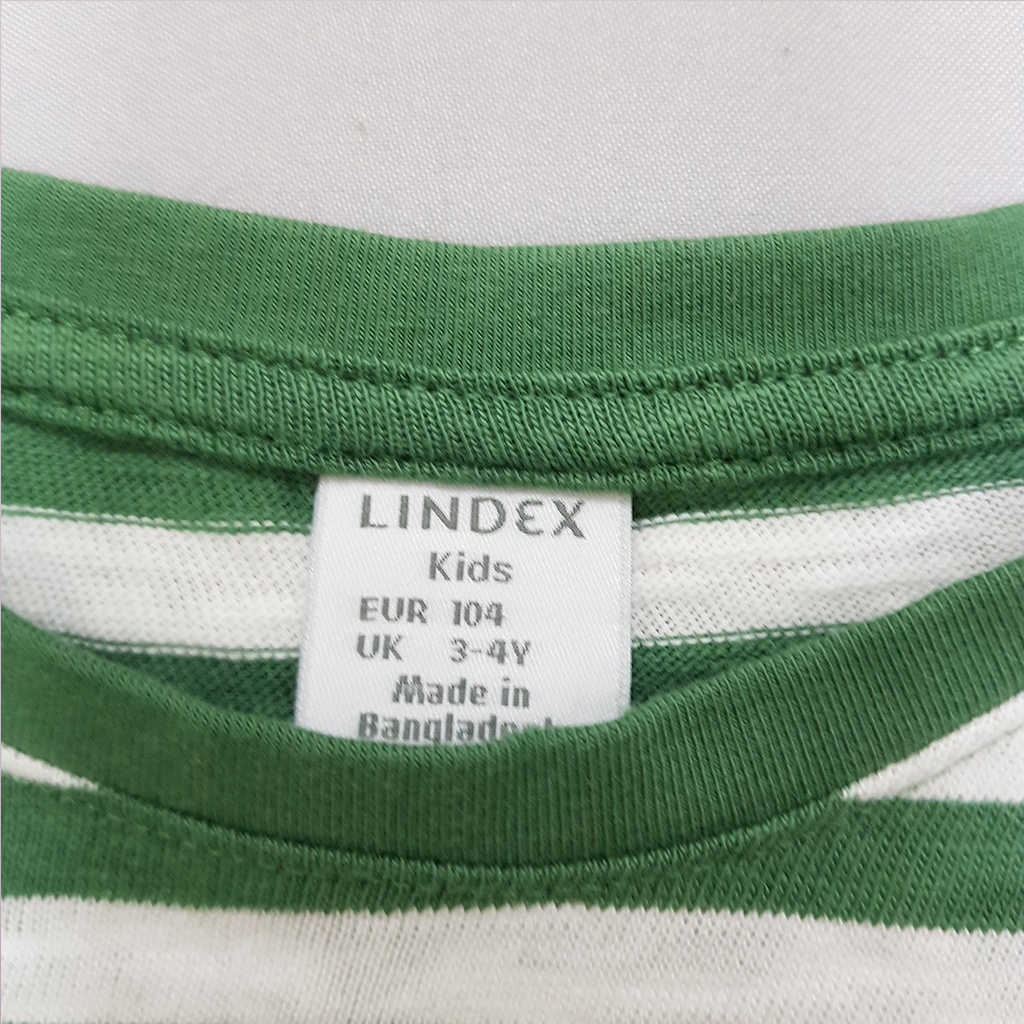 LINDEX
Kids
EUR 104
UK 3-4Y
Made in